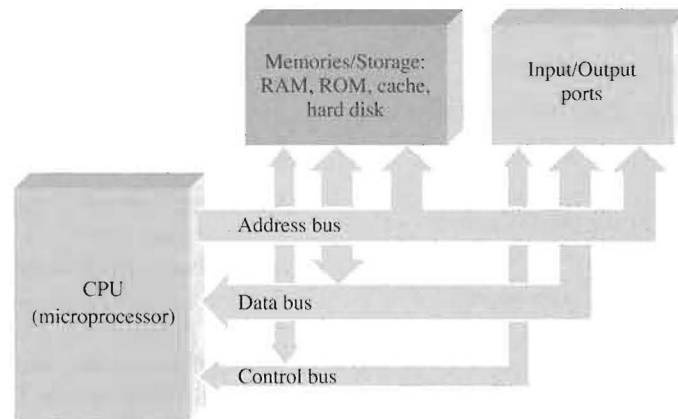 Memories/Storage:
RAM, ROM, cache,
hard disk
Input/Output
ports
Address bus
CPU
(microprocessor)
Data bus
Control bus